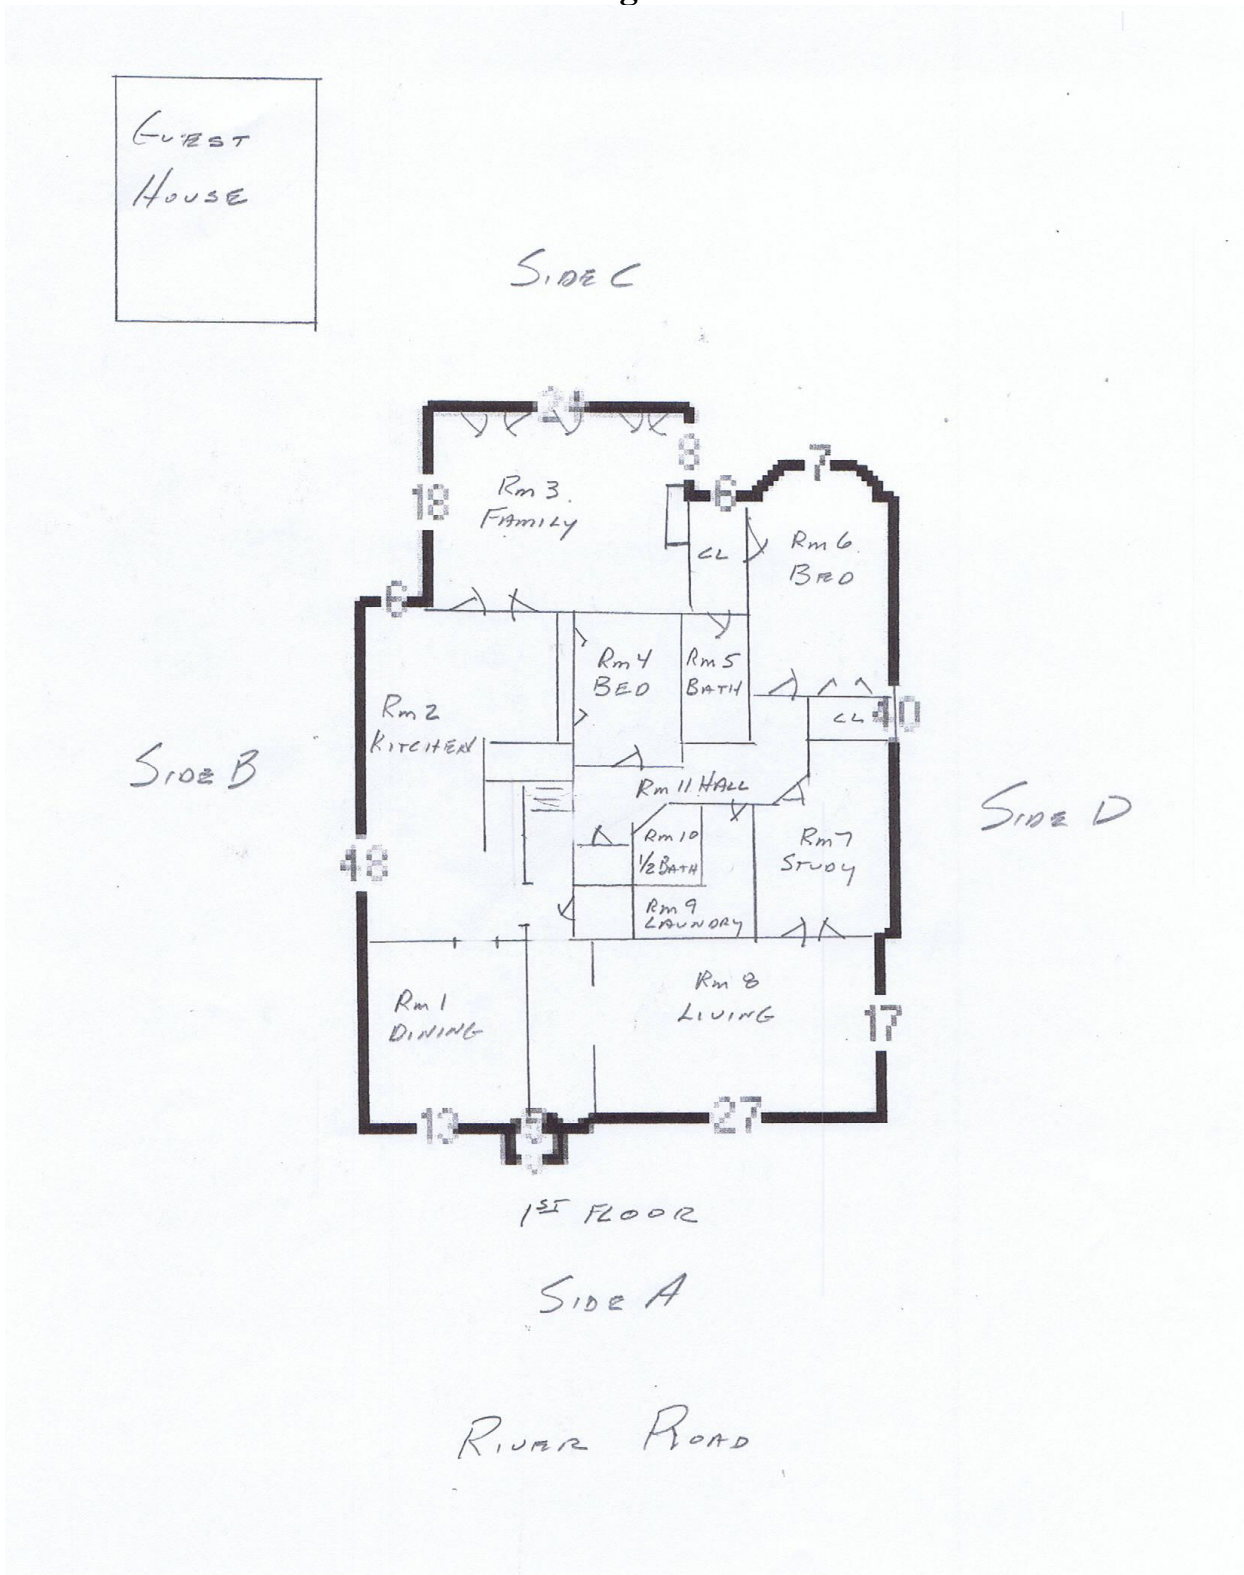 GUEST
HOUSE
SIDE C
24
8
7
6
18
Rm 3.
FAMILY
CL
Rm 6
BED
6
Rm 4
BED
Rm 5
BATH
Rm 2
KITCHEN
CL
40
SIDE B
Rm 11 HALL
SIDE D
48
Rm 10
1/2 BATH
Rm 7
STUDY
Rm 9
LAUNDRY
Rm 1
DINING
Rm 8
LIVING
17
13
27
1ST FLOOR
SIDE A
RIVER ROAD